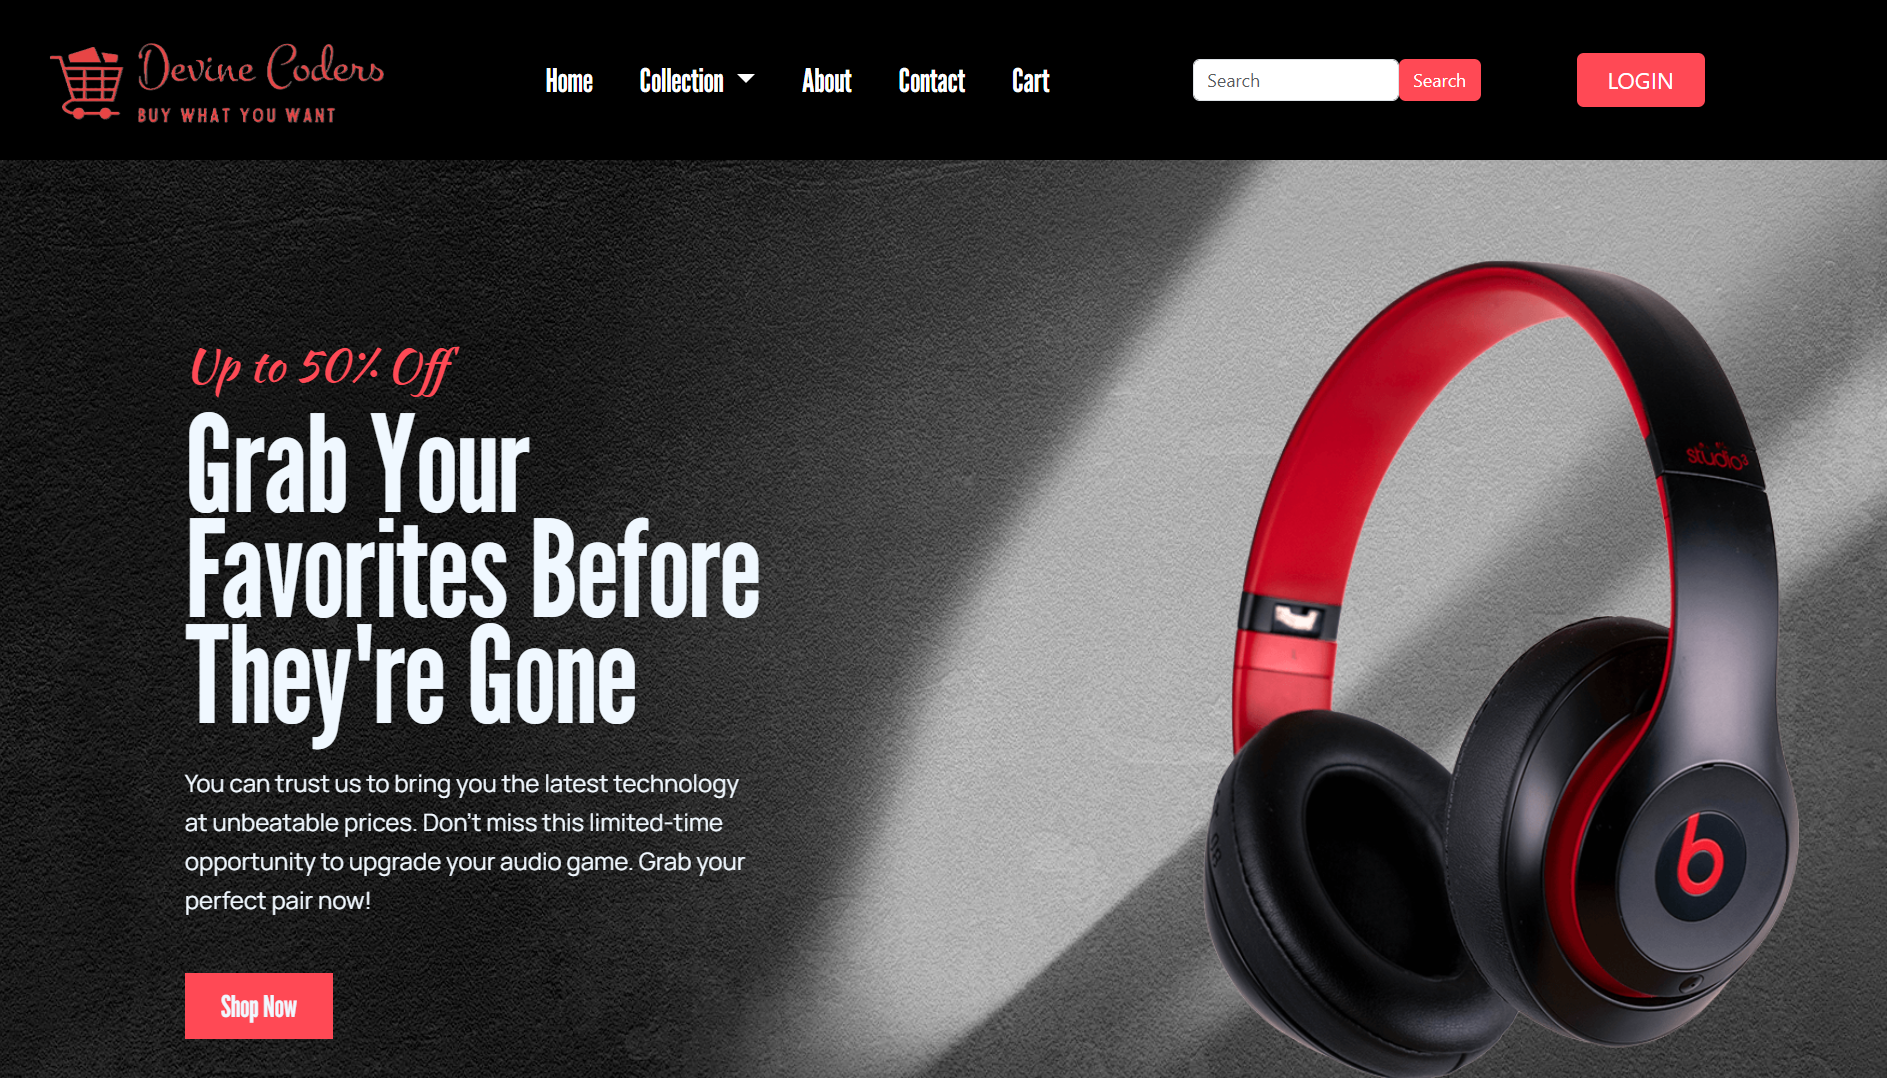 Devine Coders
BUY WHAT YOU WANT
Home Collection About Contact Cart
Search Search
LOGIN
Up to 50% Off
Grab Your
Favorites Before
They're Gone
You can trust us to bring you the latest technology
at unbeatable prices. Don't miss this limited-time
opportunity to upgrade your audio game. Grab your
perfect pair now!
Shop Now
studio3
b